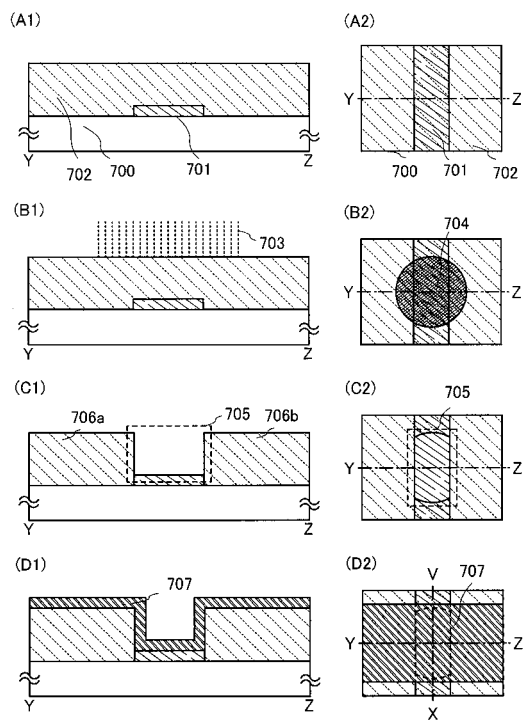 (A1)
(A2)
Y
Z
702
700
701
Y
Z
700
701
702
(B1)
(B2)
703
704
Y
Z
Y
Z
(C1)
(C2)
706a
705
706b
705
Y
Z
Y
Z
(D1)
(D2)
707
V
707
Y
Z
Y
Z
X